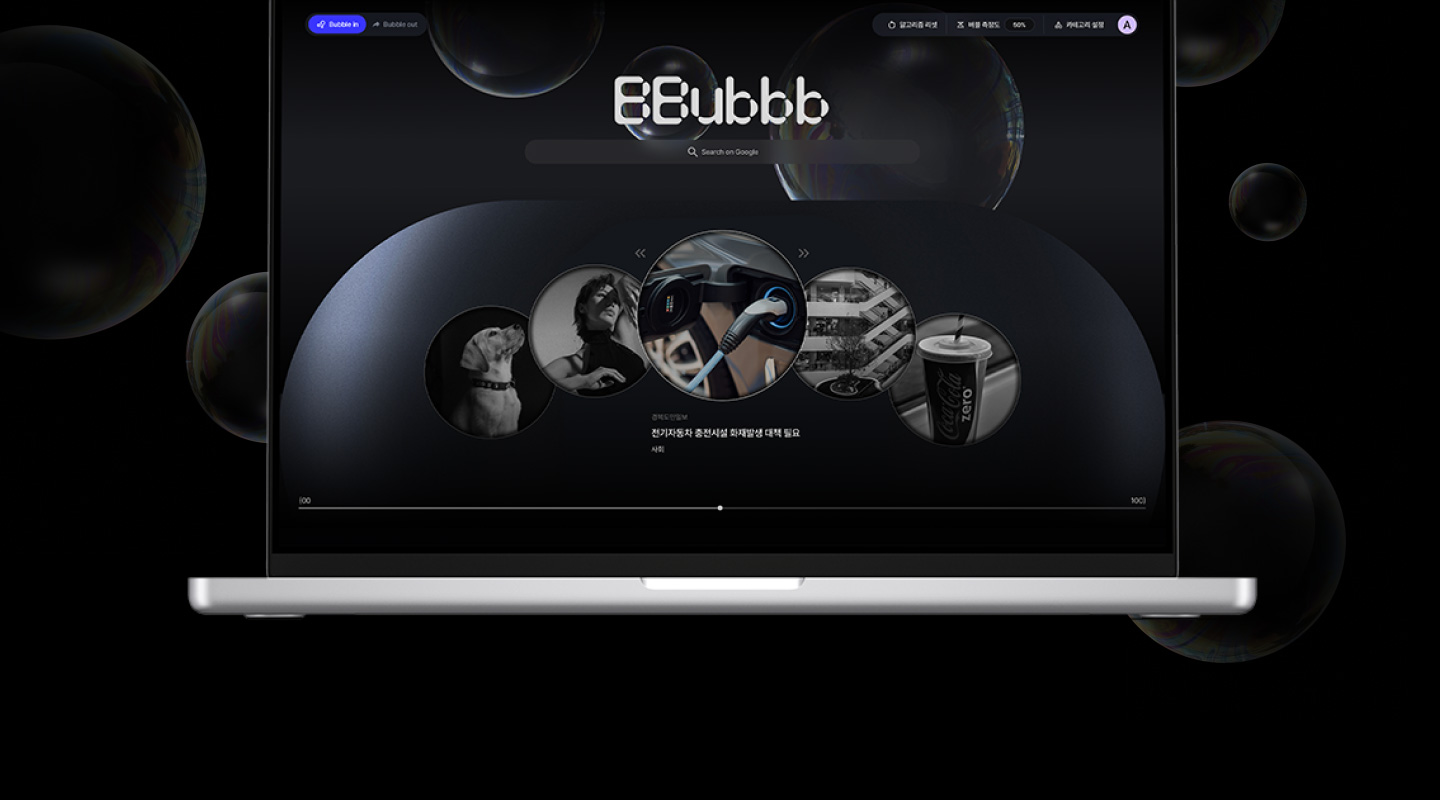 Bubble in
Bubble out
알고리즘 리셋
버블 측정도
50%
카테고리 설정
A
BBubbb
Search on Google
경북도민일보
전기자동차 충전시설 화재발생 대책 필요
사회
Coca-Cola
zero
(00
100)